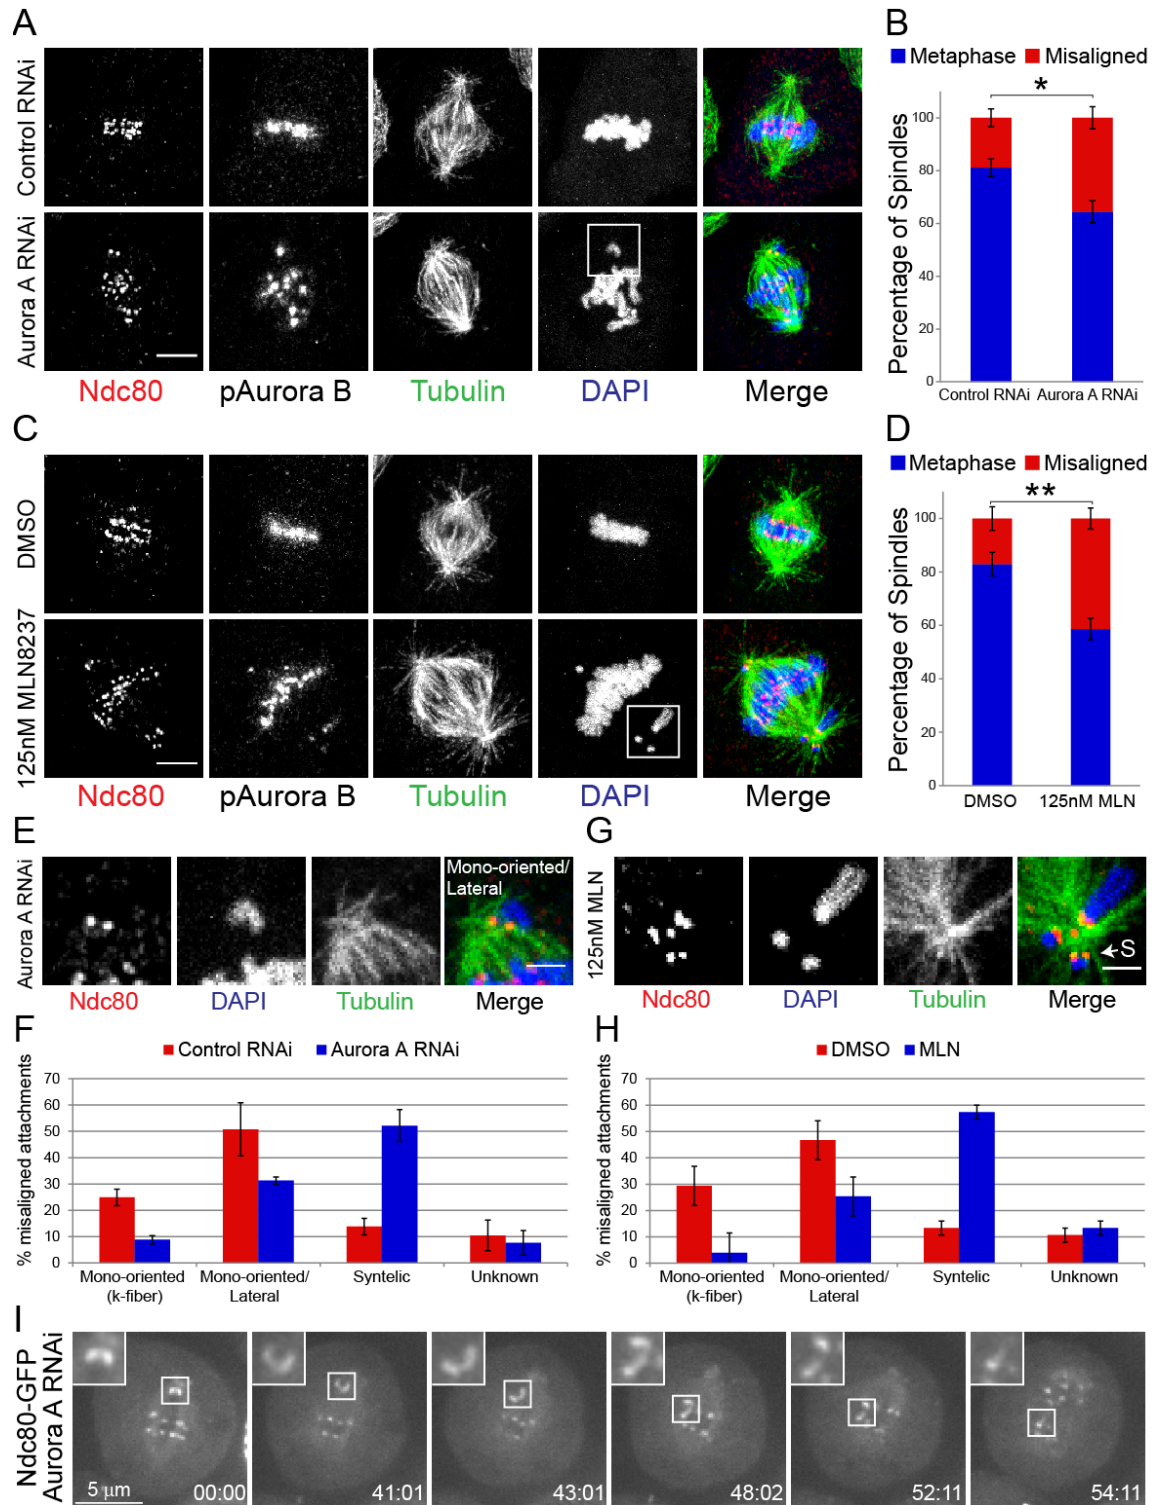 A
Control RNAi
Aurora A RNAi
Ndc80 pAurora B Tubulin DAPI Merge
B
Metaphase Misaligned
*
Percentage of Spindles
100
80
60
40
20
0
Control RNAi Aurora A RNAi
C
DMSO
125nM MLN8237
Ndc80 pAurora B Tubulin DAPI Merge
D
Metaphase Misaligned
**
Percentage of Spindles
100
80
60
40
20
0
DMSO 125nM MLN
E
Aurora A RNAi
Mono-oriented/
Lateral
Ndc80 DAPI Tubulin Merge
G
125nM MLN
S
Ndc80 DAPI Tubulin Merge
F
Control RNAi Aurora A RNAi
% misaligned attachments
70
60
50
40
30
20
10
0
Mono-oriented
(k-fiber)
Mono-oriented/
Lateral
Syntelic
Unknown
H
DMSO MLN
% misaligned attachments
70
60
50
40
30
20
10
0
Mono-oriented
(k-fiber)
Mono-oriented/
Lateral
Syntelic
Unknown
I
Ndc80-GFP
Aurora A RNAi
5 μm
00:00
41:01
43:01
48:02
52:11
54:11